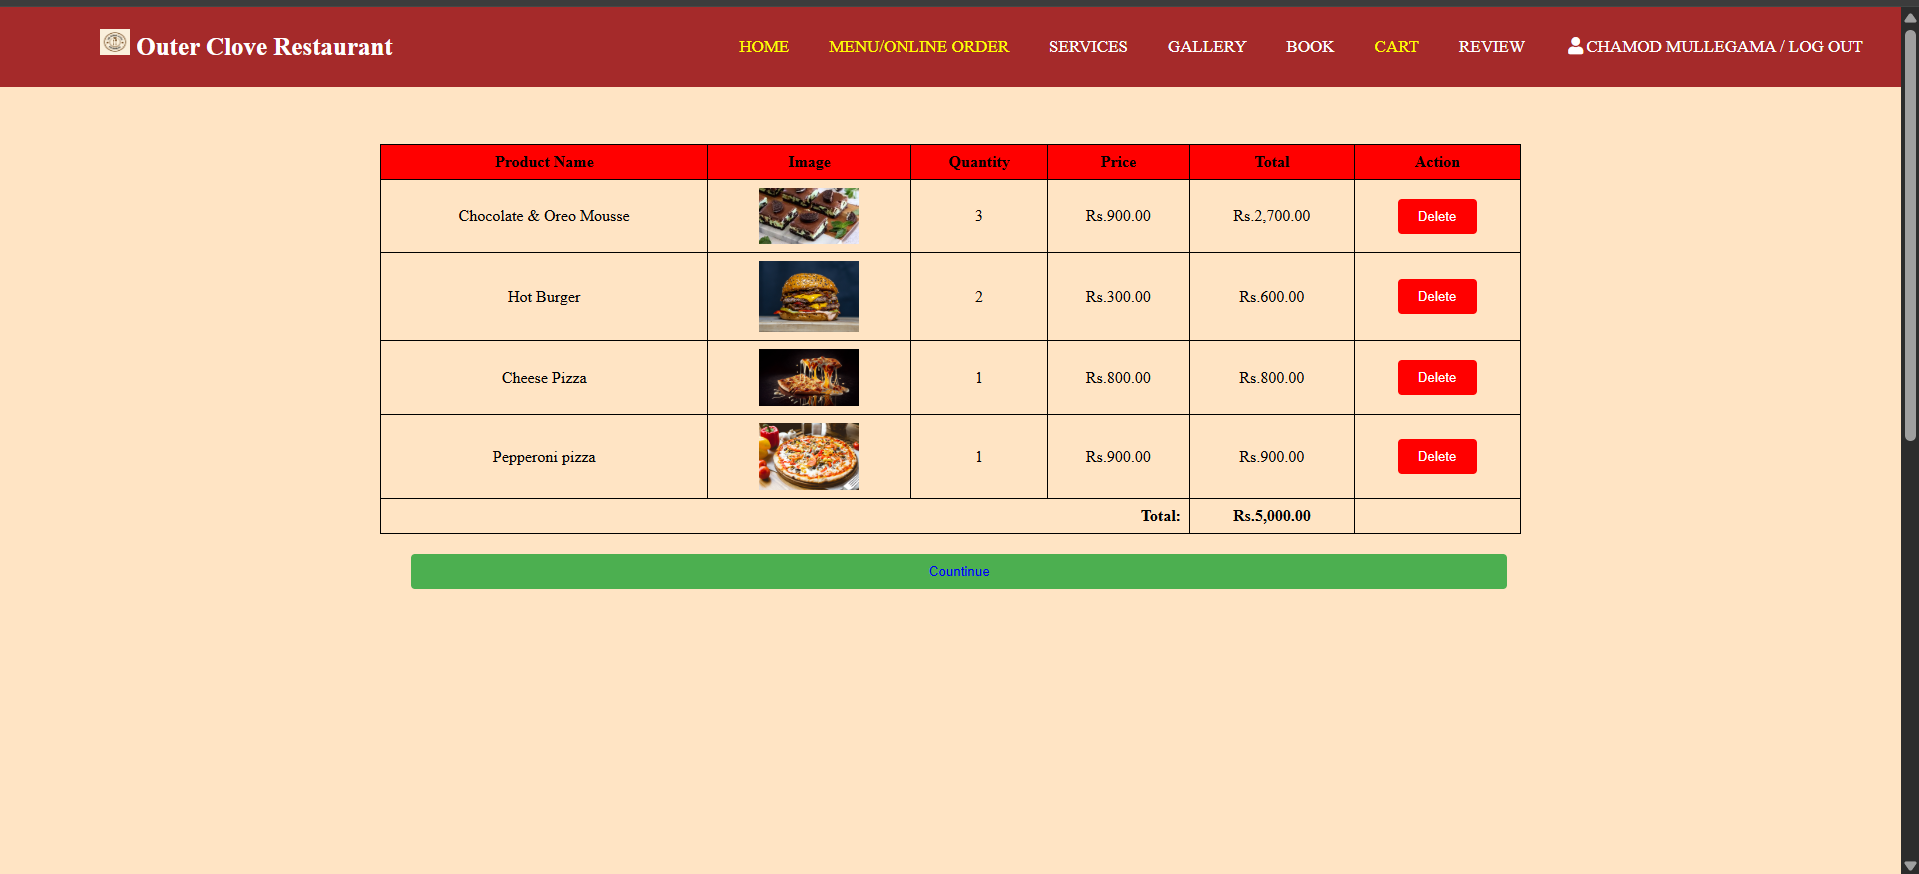 Outer Clove Restaurant HOME MENU/ONLINE ORDER SERVICES GALLERY BOOK CART REVIEW CHAMOD MULLEGAMA / LOG OUT
Product Name Image Quantity Price Total Action
Chocolate & Oreo Mousse 3 Rs.900.00 Rs.2,700.00 Delete
Hot Burger 2 Rs.300.00 Rs.600.00 Delete
Cheese Pizza 1 Rs.800.00 Rs.800.00 Delete
Pepperoni pizza 1 Rs.900.00 Rs.900.00 Delete
Total: Rs.5,000.00
Countinue